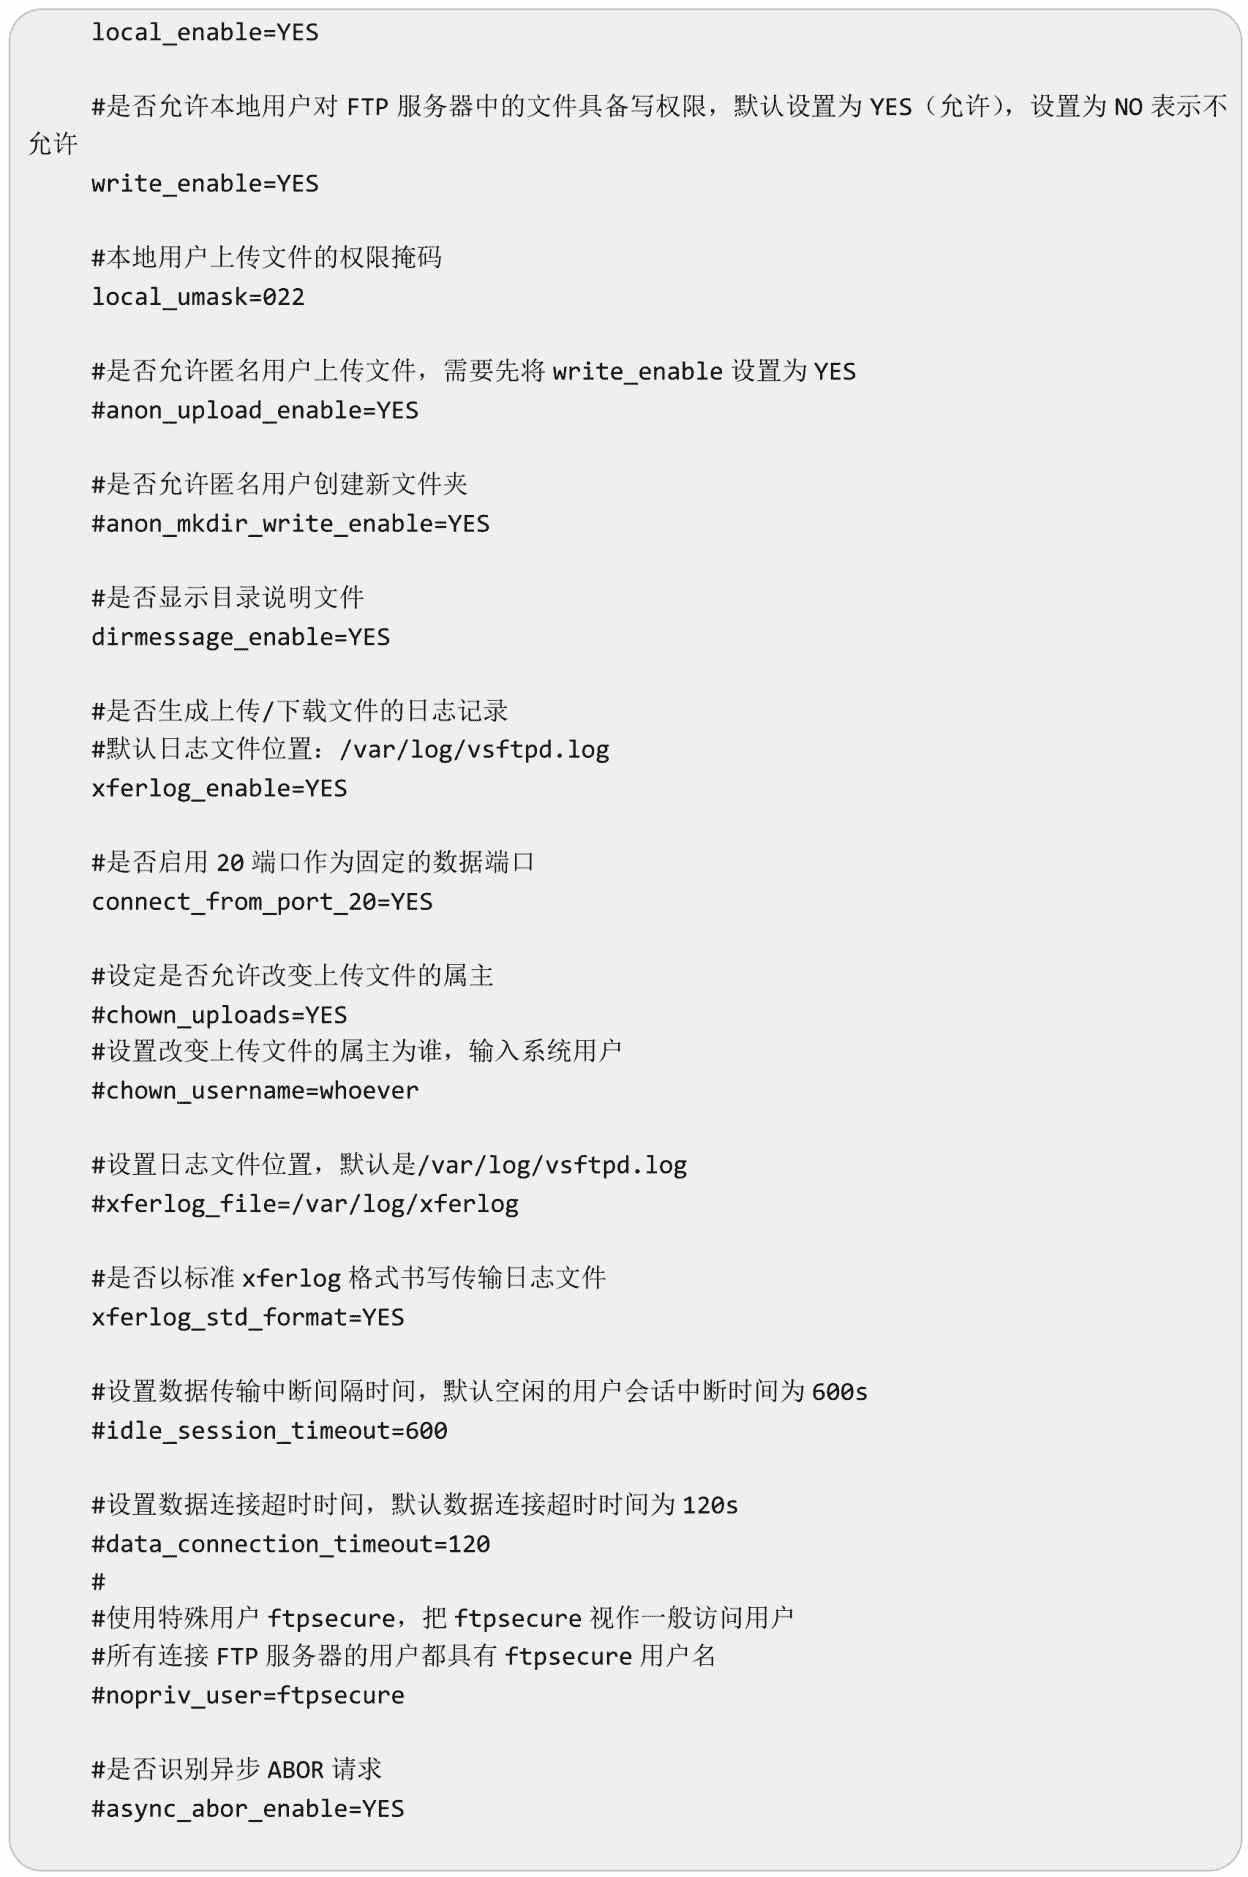 local_enable=YES
#是否允许本地用户对 FTP 服务器中的文件具备写权限，默认设置为 YES（允许），设置为 NO 表示不
允许
write_enable=YES
#本地用户上传文件的权限掩码
local_umask=022
#是否允许匿名用户上传文件，需要先将 write_enable 设置为 YES
#anon_upload_enable=YES
#是否允许匿名用户创建新文件夹
#anon_mkdir_write_enable=YES
#是否显示目录说明文件
dirmessage_enable=YES
#是否生成上传/下载文件的日志记录
#默认日志文件位置：/var/log/vsftpd.log
xferlog_enable=YES
#是否启用 20 端口作为固定的数据端口
connect_from_port_20=YES
#设定是否允许改变上传文件的属主
#chown_uploads=YES
#设置改变上传文件的属主为谁，输入系统用户
#chown_username=whoever
#设置日志文件位置，默认是/var/log/vsftpd.log
#xferlog_file=/var/log/xferlog
#是否以标准 xferlog 格式书写传输日志文件
xferlog_std_format=YES
#设置数据传输中断间隔时间，默认空闲的用户会话中断时间为 600s
#idle_session_timeout=600
#设置数据连接超时时间，默认数据连接超时时间为 120s
#data_connection_timeout=120
#
#使用特殊用户 ftpsecure，把 ftpsecure 视作一般访问用户
#所有连接 FTP 服务器的用户都具有 ftpsecure 用户名
#nopriv_user=ftpsecure
#是否识别异步 ABOR 请求
#async_abor_enable=YES